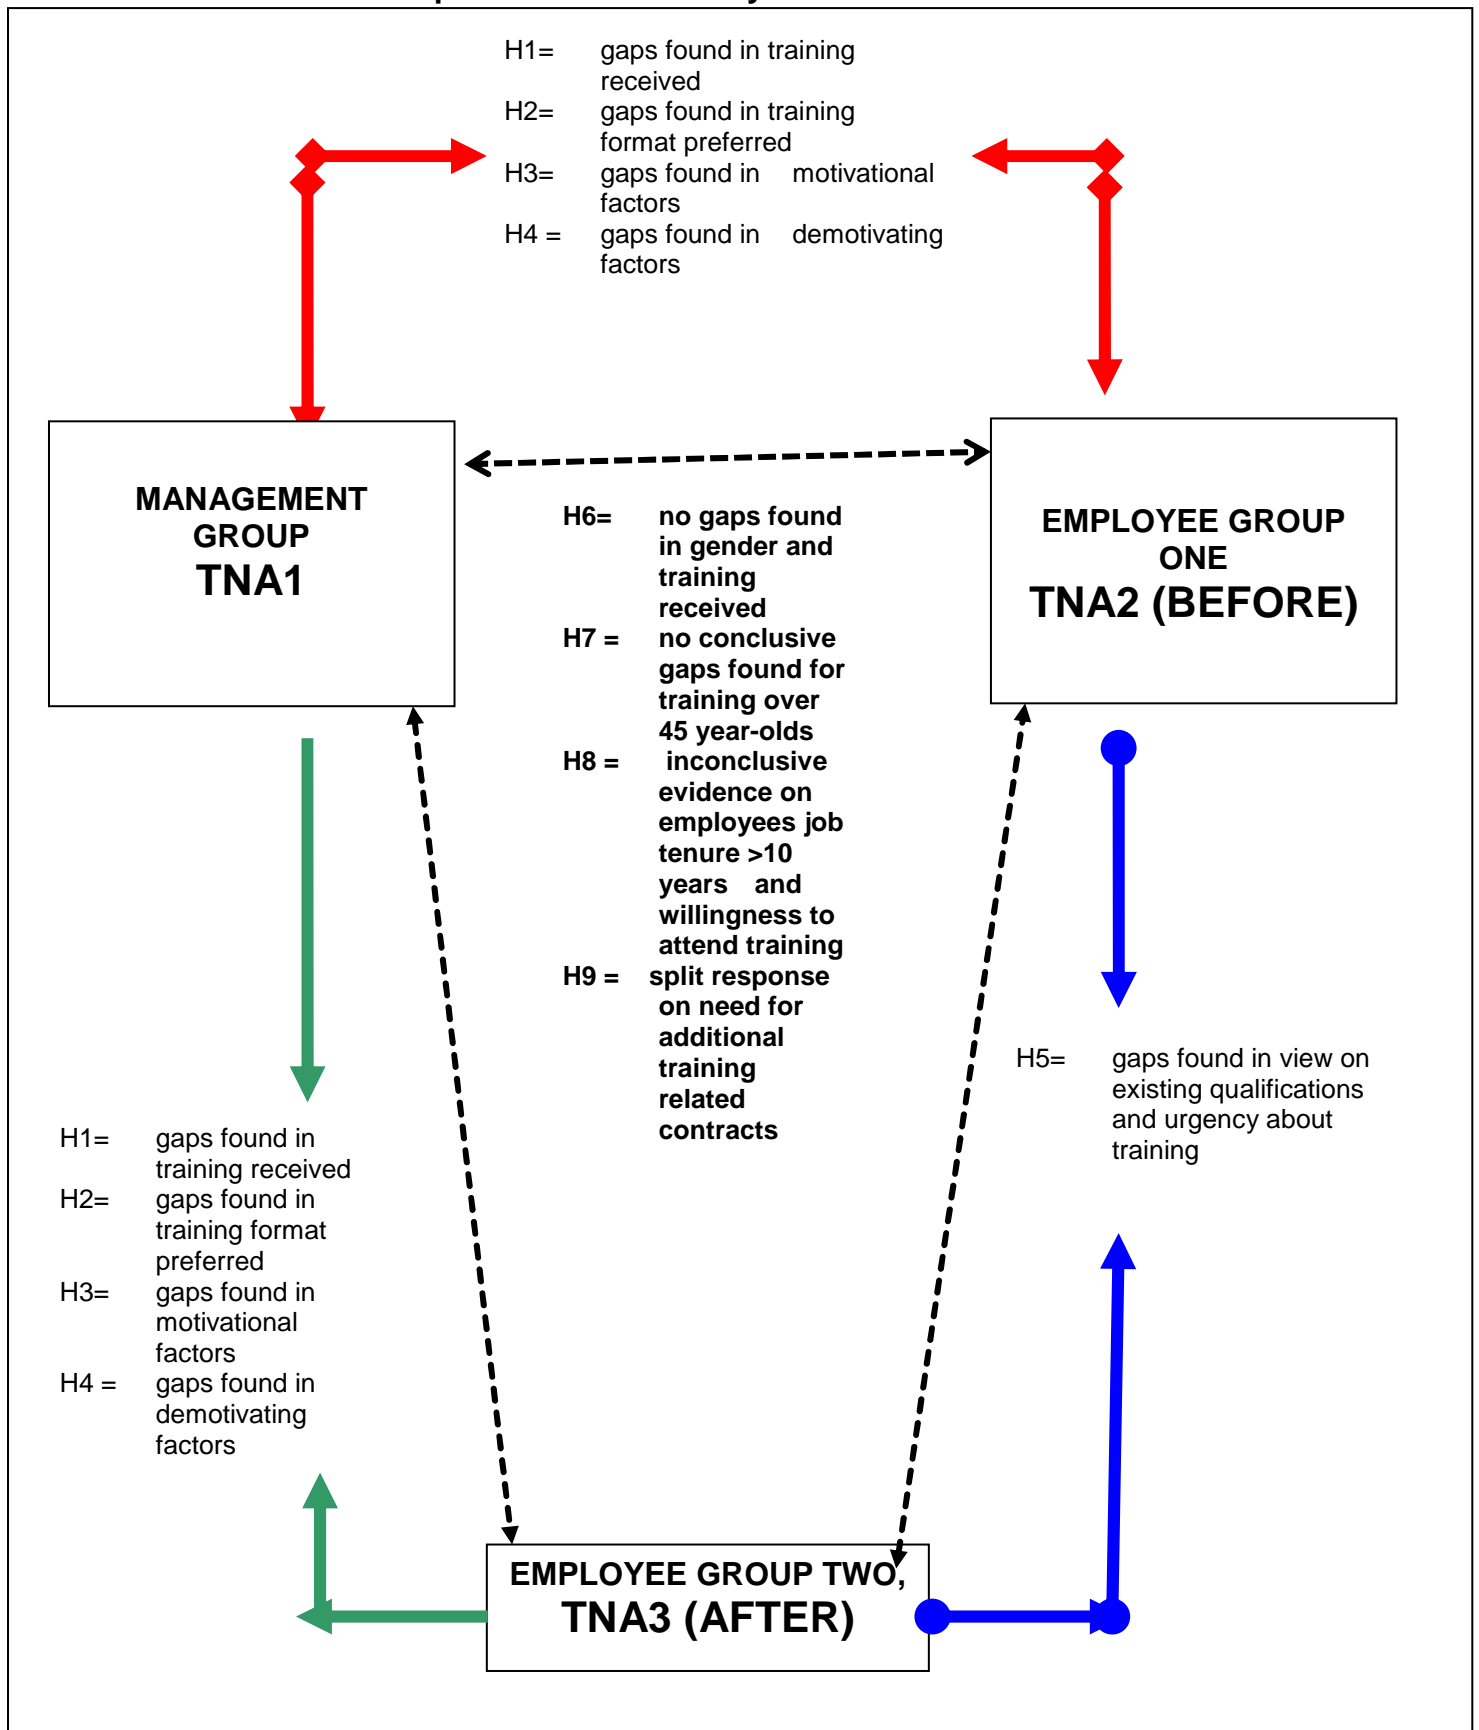 H1= gaps found in training
received
H2= gaps found in training
format preferred
H3= gaps found in motivational
factors
H4 = gaps found in demotivating
factors
MANAGEMENT
GROUP
TNA1
EMPLOYEE GROUP
ONE
TNA2 (BEFORE)
H6= no gaps found
in gender and
training
received
H7 = no conclusive
gaps found for
training over
45 year-olds
H8 = inconclusive
evidence on
employees job
tenure >10
years and
willingness to
attend training
H9 = split response
on need for
additional
training
related
contracts
H5= gaps found in view on
existing qualifications
and urgency about
training
H1= gaps found in
training received
H2= gaps found in
training format
preferred
H3= gaps found in
motivational
factors
H4 = gaps found in
demotivating
factors
EMPLOYEE GROUP TWO,
TNA3 (AFTER)